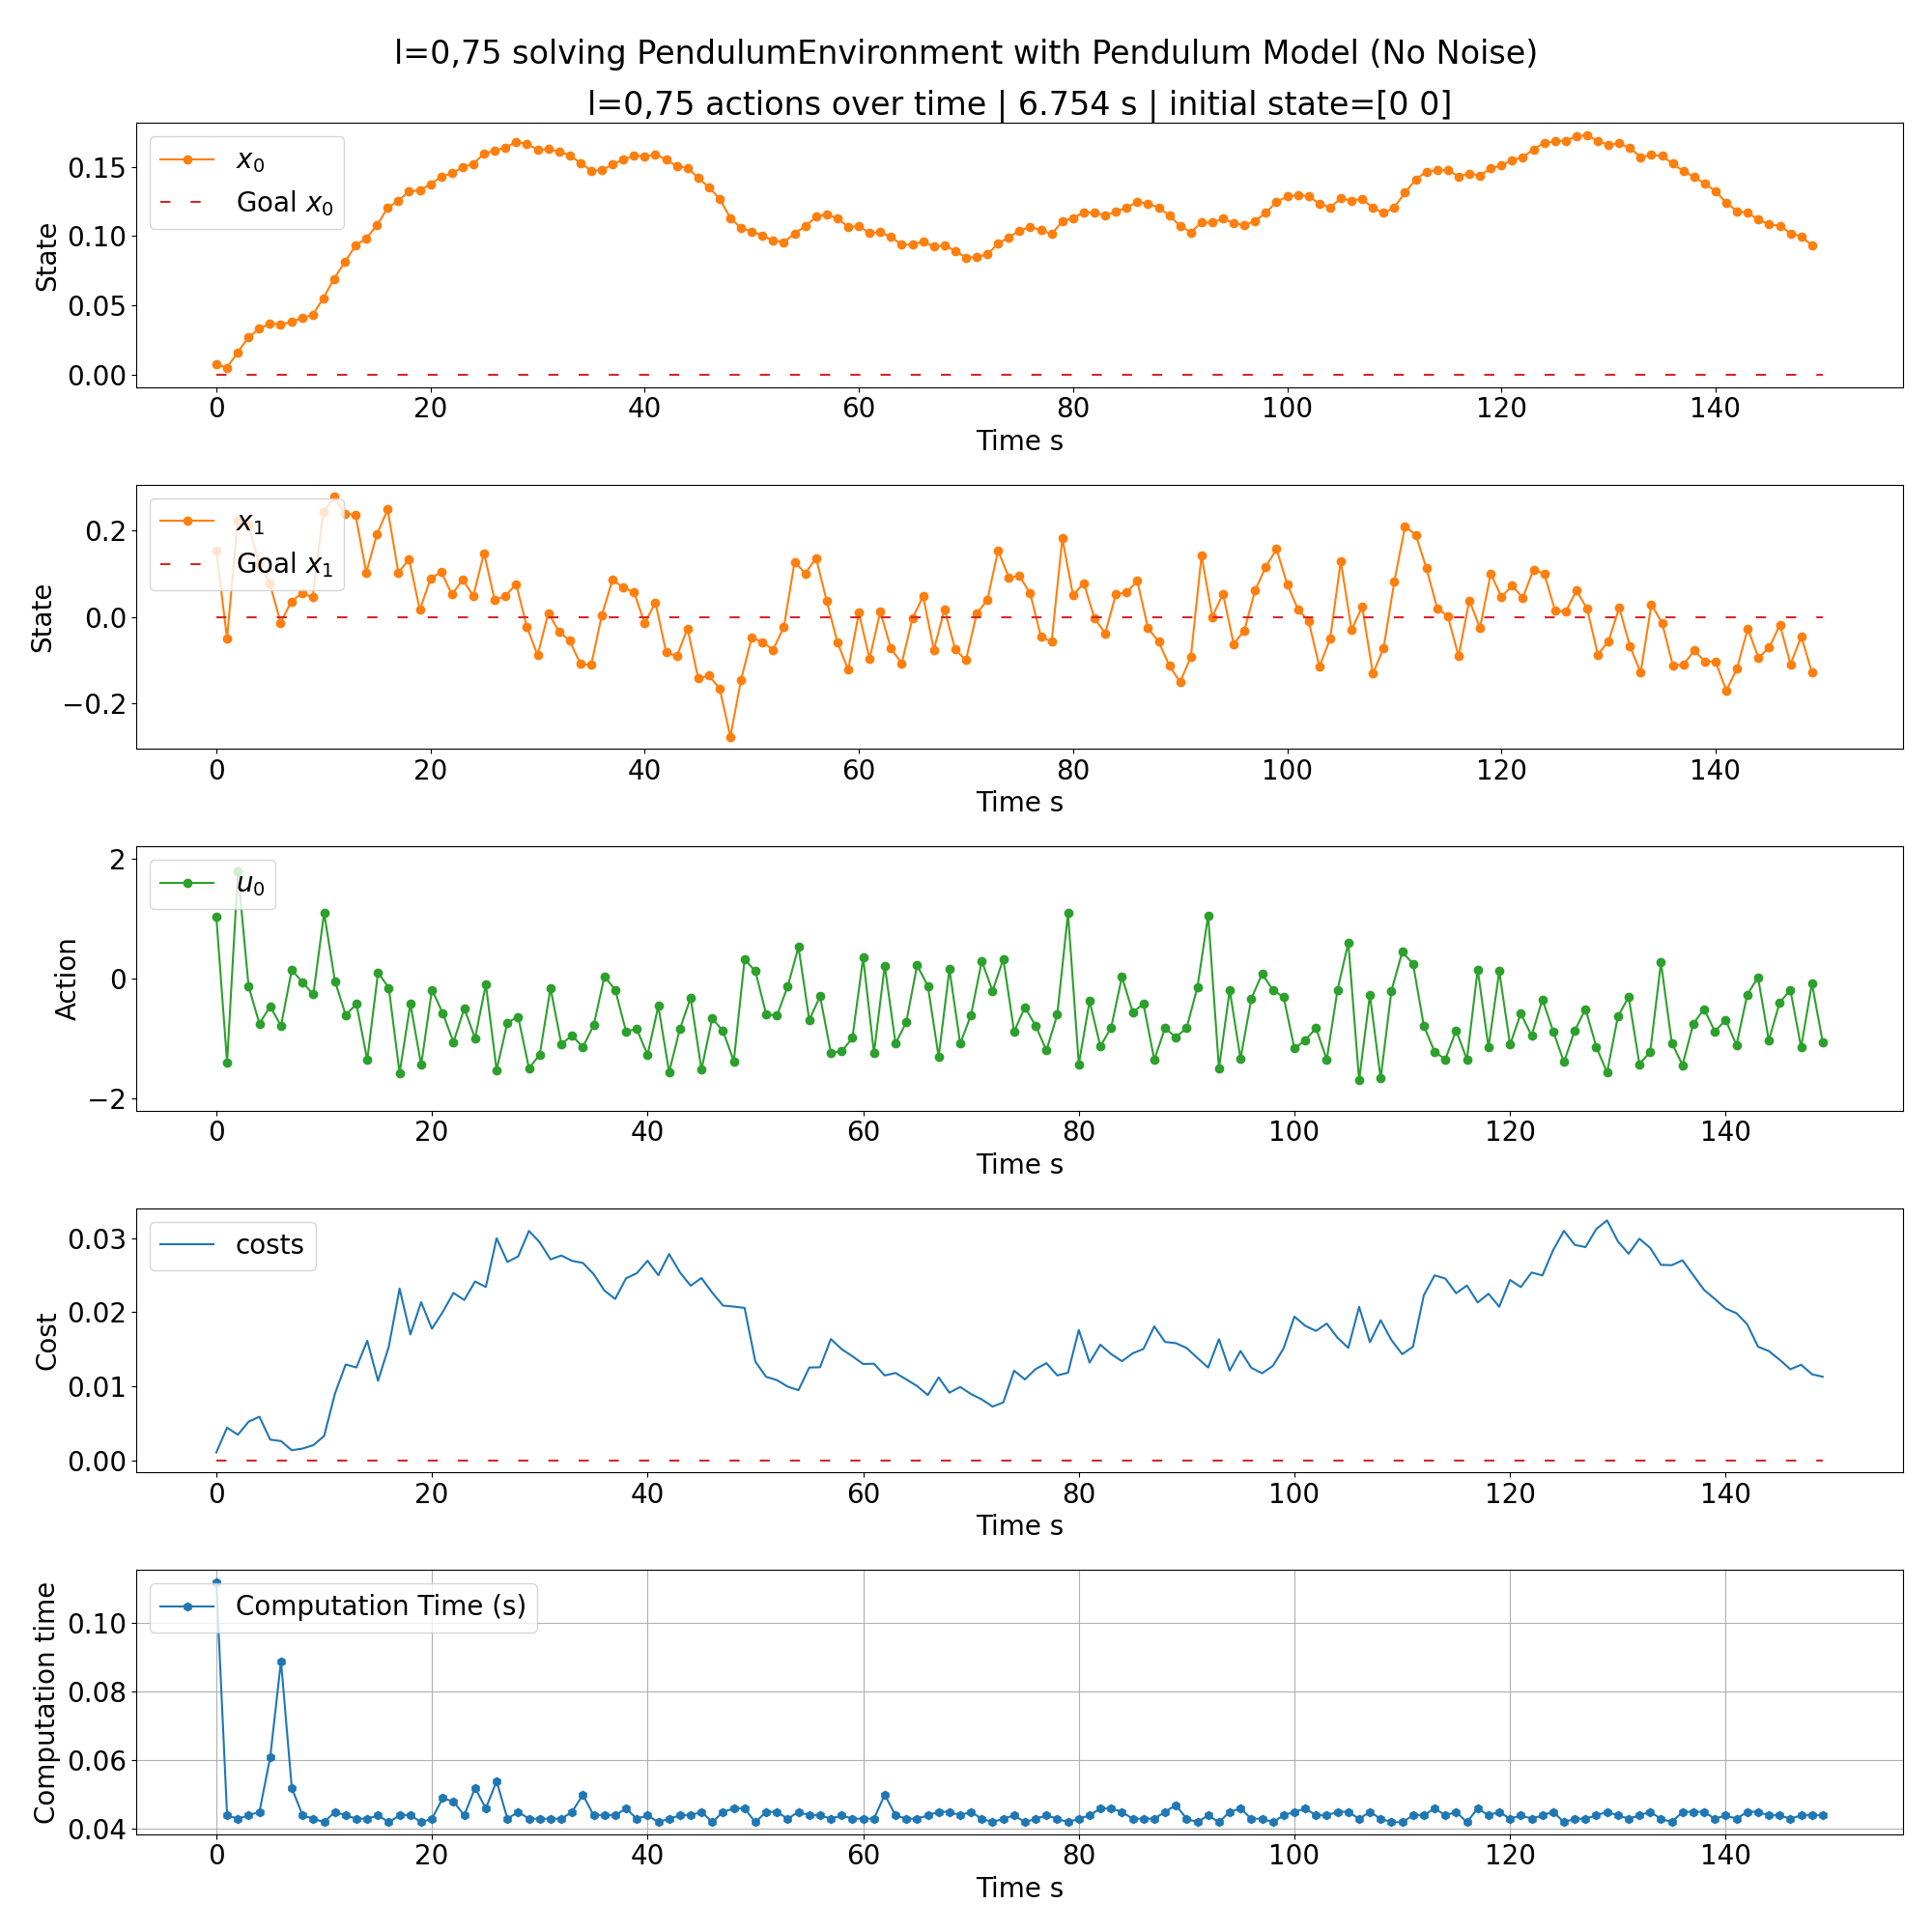 l=0,75 solving PendulumEnvironment with Pendulum Model (No Noise)
l=0,75 actions over time | 6.754 s | initial state=[0 0]
x0
Goal x0
State
0.15
0.10
0.05
0.00
0 20 40 60 80 100 120 140
Time s
x1
Goal x1
State
0.2
0.0
−0.2
0 20 40 60 80 100 120 140
Time s
u0
Action
2
0
−2
0 20 40 60 80 100 120 140
Time s
costs
Cost
0.03
0.02
0.01
0.00
0 20 40 60 80 100 120 140
Time s
Computation Time (s)
Computation time
0.10
0.08
0.06
0.04
0 20 40 60 80 100 120 140
Time s